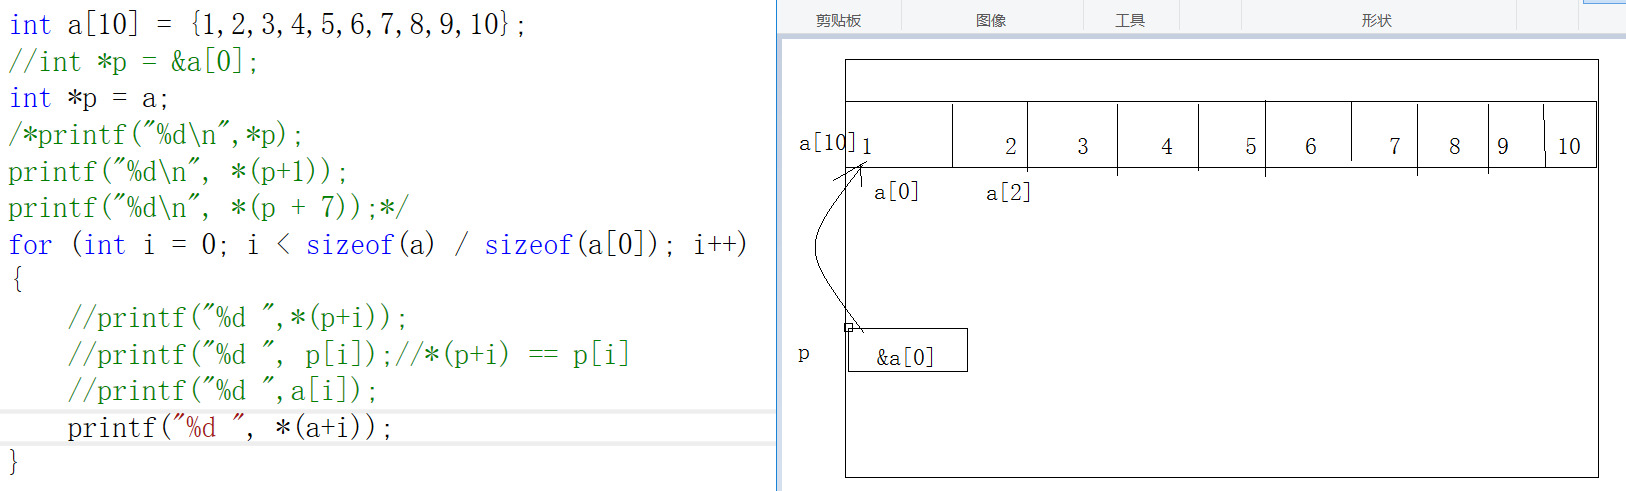 int a[10] = {1,2,3,4,5,6,7,8,9,10};
//int *p = &a[0];
int *p = a;
/*printf("%d\n",*p);
printf("%d\n", *(p+1));
printf("%d\n", *(p + 7));*/
for (int i = 0; i < sizeof(a) / sizeof(a[0]); i++)
{
    //printf("%d ",*(p+i));
    //printf("%d ", p[i]);//*(p+i) == p[i]
    //printf("%d ",a[i]);
    printf("%d ", *(a+i));
}
剪贴板 图像 工具 形状
a[10] 1 2 3 4 5 6 7 8 9 10
a[0] a[2]
p &a[0]